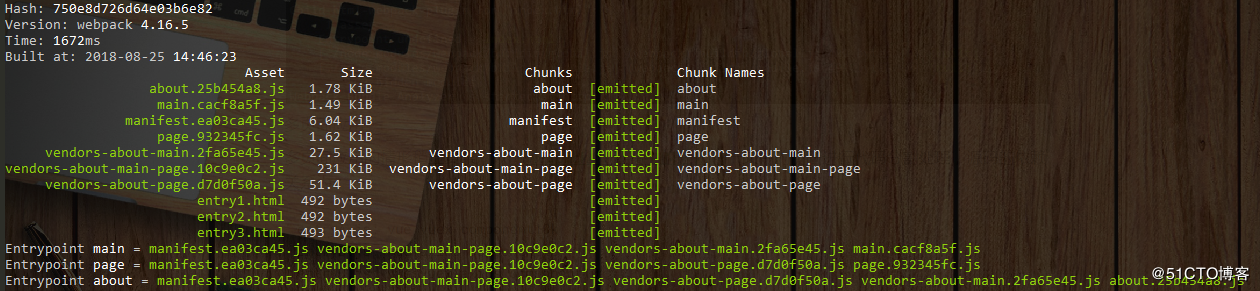 Hash: 750e8d726d64e03b6e82
Version: webpack 4.16.5
Time: 1672ms
Built at: 2018-08-25 14:46:23
Asset Size Chunks Chunk Names
about.25b454a8.js 1.78 KiB about [emitted] about
main.cacf8a5f.js 1.49 KiB main [emitted] main
manifest.ea03ca45.js 6.04 KiB manifest [emitted] manifest
page.932345fc.js 1.62 KiB page [emitted] page
vendors-about-main.2fa65e45.js 27.5 KiB vendors-about-main [emitted] vendors-about-main
vendors-about-main-page.10c9e0c2.js 231 KiB vendors-about-main-page [emitted] vendors-about-main-page
vendors-about-page.d7d0f50a.js 51.4 KiB vendors-about-page [emitted] vendors-about-page
entry1.html 492 bytes [emitted]
entry2.html 492 bytes [emitted]
entry3.html 493 bytes [emitted]
Entrypoint main = manifest.ea03ca45.js vendors-about-main-page.10c9e0c2.js vendors-about-main.2fa65e45.js main.cacf8a5f.js
Entrypoint page = manifest.ea03ca45.js vendors-about-main-page.10c9e0c2.js vendors-about-page.d7d0f50a.js page.932345fc.js
Entrypoint about = manifest.ea03ca45.js vendors-about-main-page.10c9e0c2.js vendors-about-page.d7d0f50a.js vendors-about-main.2fa65e45.js about.25b454a8.js
@51CTO博客